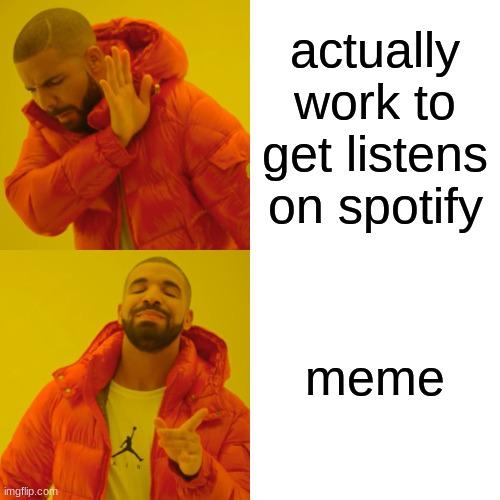 actually
work to
get listens
on spotify
meme
imgflip.com